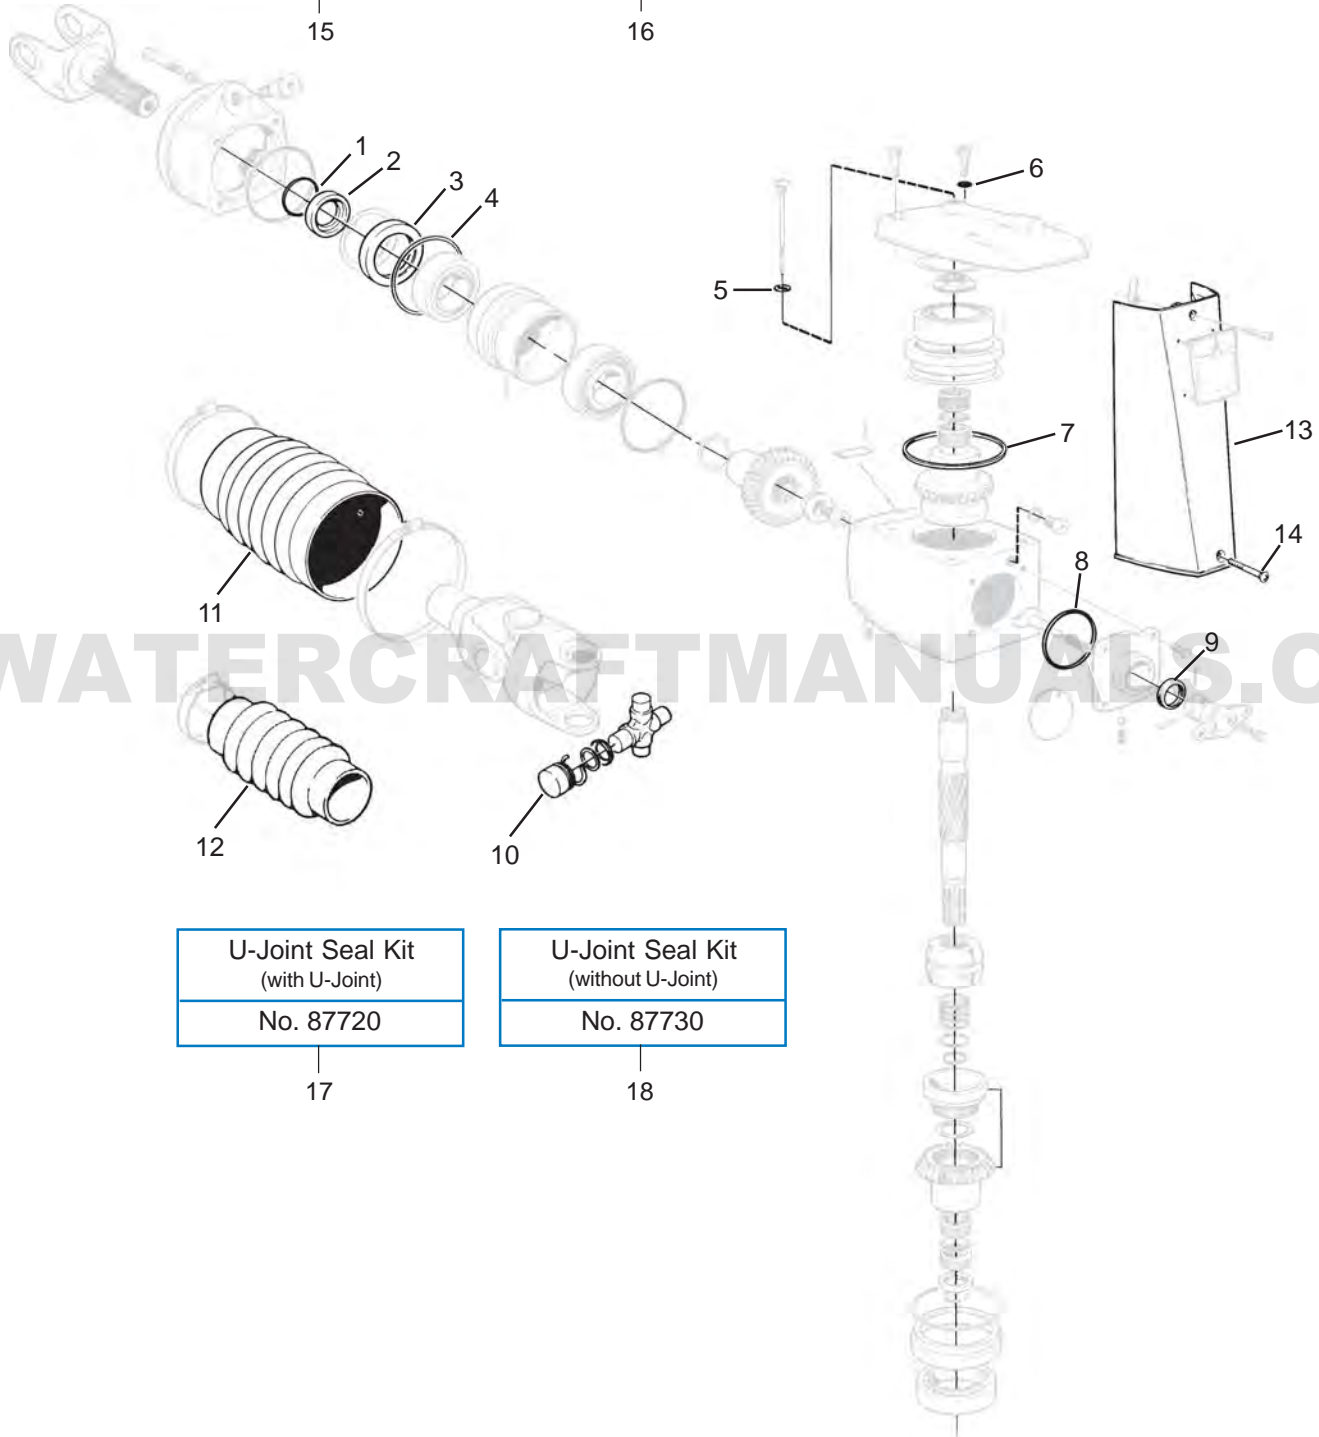 15
16
1
2
3
4
5
6
7
8
9
10
11
12
13
14
WATERCRAFTMANUALS.C
U-Joint Seal Kit
(with U-Joint)
No. 87720
17
U-Joint Seal Kit
(without U-Joint)
No. 87730
18